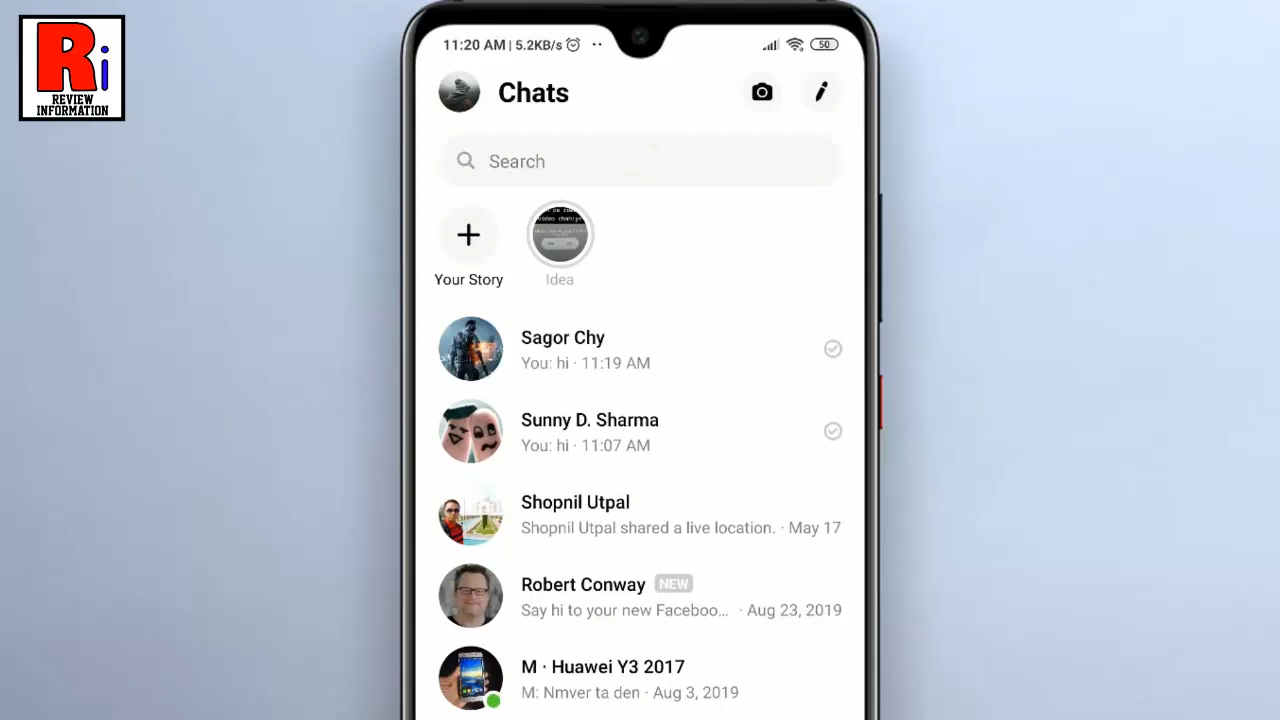 Ri
REVIEW
INFORMATION
11:20 AM | 5.2KB/s
50
Chats
Search
video chahiye
Your Story
Idea
Sagor Chy
You: hi · 11:19 AM
Sunny D. Sharma
You: hi · 11:07 AM
Shopnil Utpal
Shopnil Utpal shared a live location. · May 17
Robert Conway NEW
Say hi to your new Faceboo... · Aug 23, 2019
M · Huawei Y3 2017
M: Nmver ta den · Aug 3, 2019